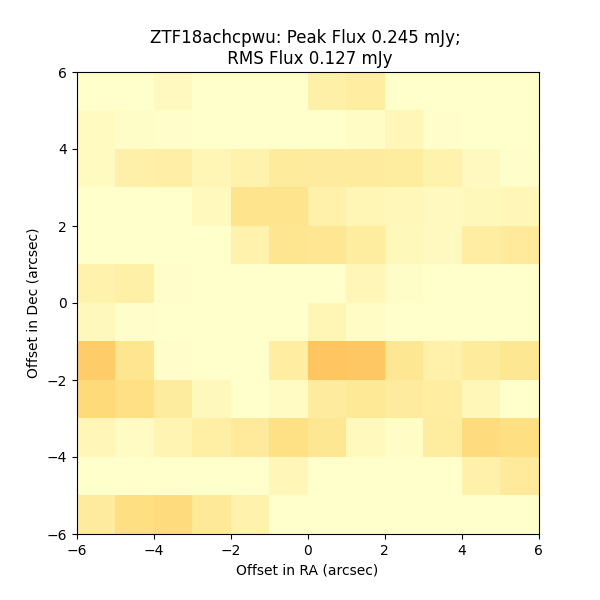 ZTF18achcpwu: Peak Flux 0.245 mJy;
RMS Flux 0.127 mJy
6
4
2
0
−2
−4
−6
Offset in Dec (arcsec)
−6 −4 −2 0 2 4 6
Offset in RA (arcsec)